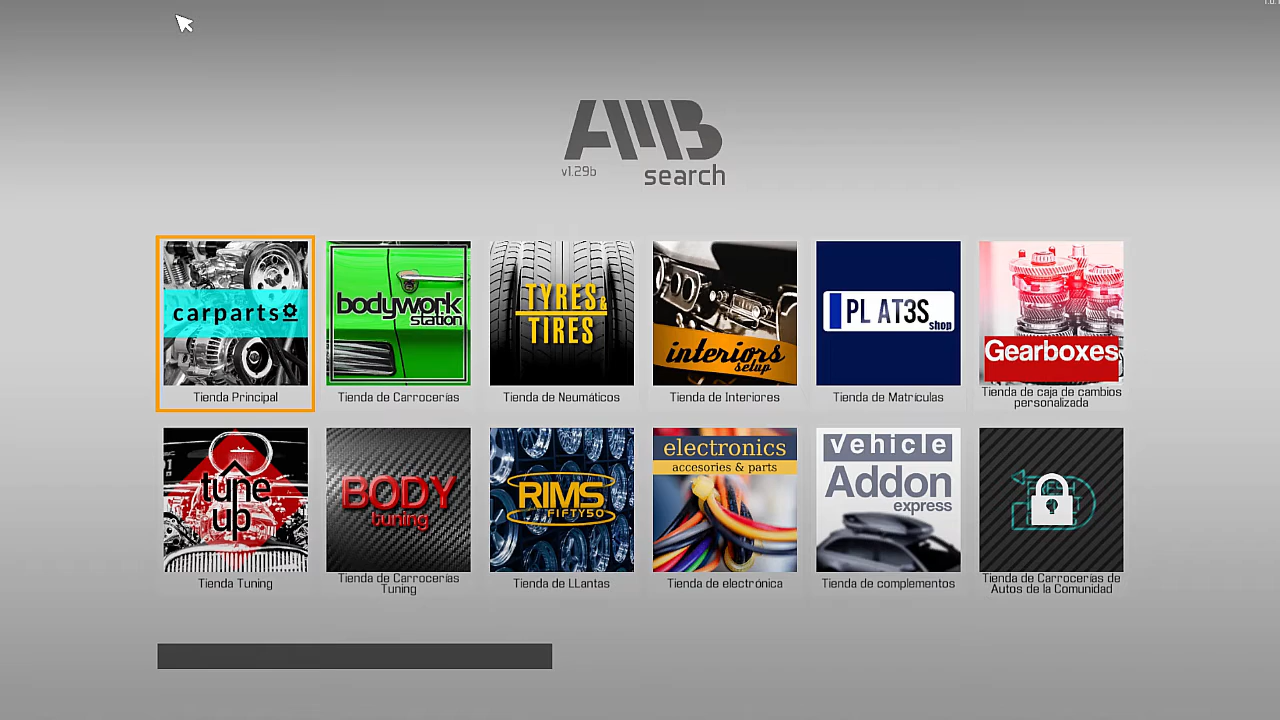 AMB
v1.29b
search
carparts
bodywork
station
TYRES&
TIRES
interiors
setup
PL AT3S
shop
Gearboxes
Tienda Principal
Tienda de Carrocerías
Tienda de Neumáticos
Tienda de Interiores
Tienda de Matrículas
Tienda de caja de cambios
personalizada
tune
up
BODY
tuning
RIMS
FIFTY50
electronics
accesories & parts
vehicle
Addon
express
Tienda Tuning
Tienda de Carrocerías
Tuning
Tienda de LLantas
Tienda de electrónica
Tienda de complementos
Tienda de Carrocerías de
Autos de la Comunidad